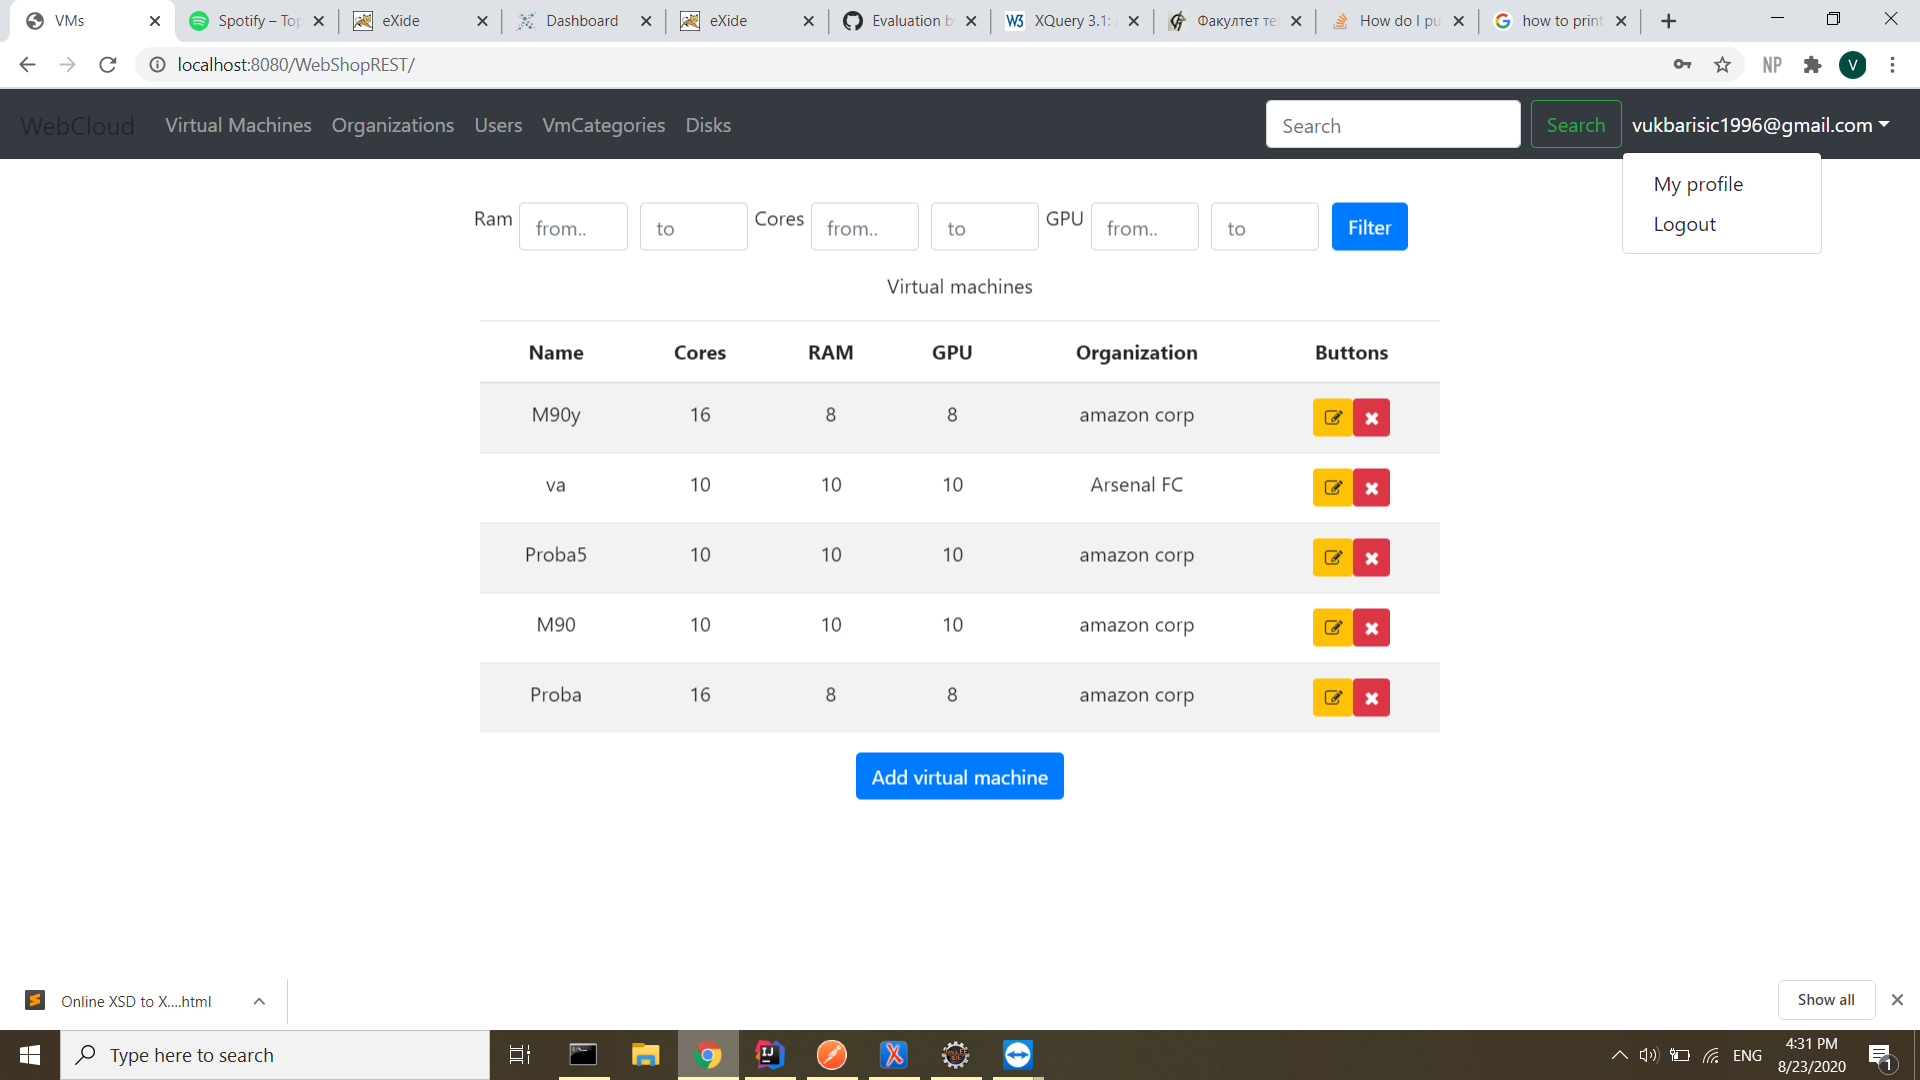 VMs
Spotify – Top
eXide
Dashboard
eXide
Evaluation b
XQuery 3.1:
Факултет те
How do I pu
how to print
localhost:8080/WebShopREST/
NP
V
WebCloud
Virtual Machines
Organizations
Users
VmCategories
Disks
Search
Search
vukbarisic1996@gmail.com
My profile
Logout
Ram
from..
to
Cores
from..
to
GPU
from..
to
Filter
Virtual machines
Name Cores RAM GPU Organization Buttons
M90y 16 8 8 amazon corp
va 10 10 10 Arsenal FC
Proba5 10 10 10 amazon corp
M90 10 10 10 amazon corp
Proba 16 8 8 amazon corp
Add virtual machine
Online XSD to X....html
Show all
Type here to search
ENG
4:31 PM
8/23/2020
1